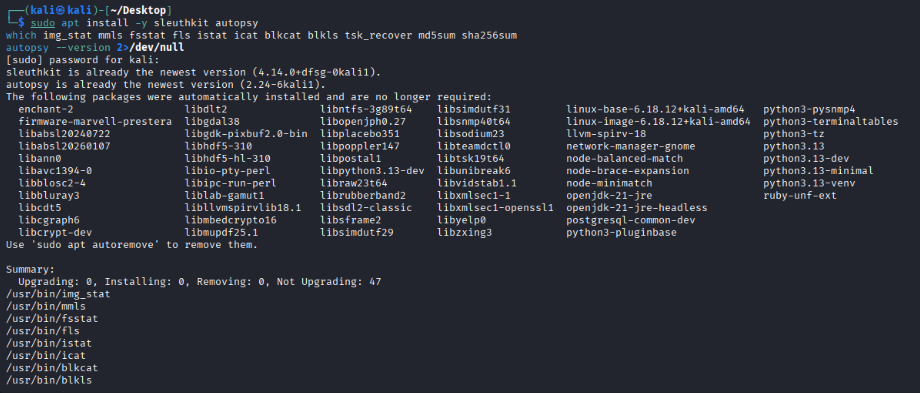 ┌──(kali㉿kali)-[~/Desktop]
└─$ sudo apt install -y sleuthkit autopsy
which img_stat mmls fsstat fls istat icat blkcat blkls tsk_recover md5sum sha256sum
autopsy --version 2>/dev/null
[sudo] password for kali:
sleuthkit is already the newest version (4.14.0+dfsg-0kali1).
autopsy is already the newest version (2.24-6kali1).
The following packages were automatically installed and are no longer required:
enchant-2 libdlt2 libntfs-3g89t64 libsimdutf31 linux-base-6.18.12+kali-amd64 python3-pysnmp4
firmware-marvell-prestera libgdal38 libopenjph0.27 libsnmp40t64 linux-image-6.18.12+kali-amd64 python3-terminaltables
libabsl20240722 libgdk-pixbuf2.0-bin libplacebo351 libsodium23 llvm-spirv-18 python3-tz
libabsl20260107 libhdf5-310 libpoppler147 libteamdctl0 network-manager-gnome python3.13
libann0 libhdf5-hl-310 libpostal1 libtsk19t64 node-balanced-match python3.13-dev
libavc1394-0 libio-pty-perl libpython3.13-dev libunibreak6 node-brace-expansion python3.13-minimal
libblosc2-4 libipc-run-perl libraw23t64 libvidstab1.1 node-minimatch python3.13-venv
libbluray3 liblab-gamut1 librubberband2 libxmlsec1-1 openjdk-21-jre ruby-unf-ext
libcdt5 libllvmspirvlib18.1 libsdl2-classic libxmlsec1-openssl1 openjdk-21-jre-headless
libcgraph6 libmbedcrypto16 libsframe2 libyelp0 postgresql-common-dev
libcrypt-dev libmupdf25.1 libsimdutf29 libzxing3 python3-pluginbase
Use 'sudo apt autoremove' to remove them.
Summary:
Upgrading: 0, Installing: 0, Removing: 0, Not Upgrading: 47
/usr/bin/img_stat
/usr/bin/mmls
/usr/bin/fsstat
/usr/bin/fls
/usr/bin/istat
/usr/bin/icat
/usr/bin/blkcat
/usr/bin/blkls